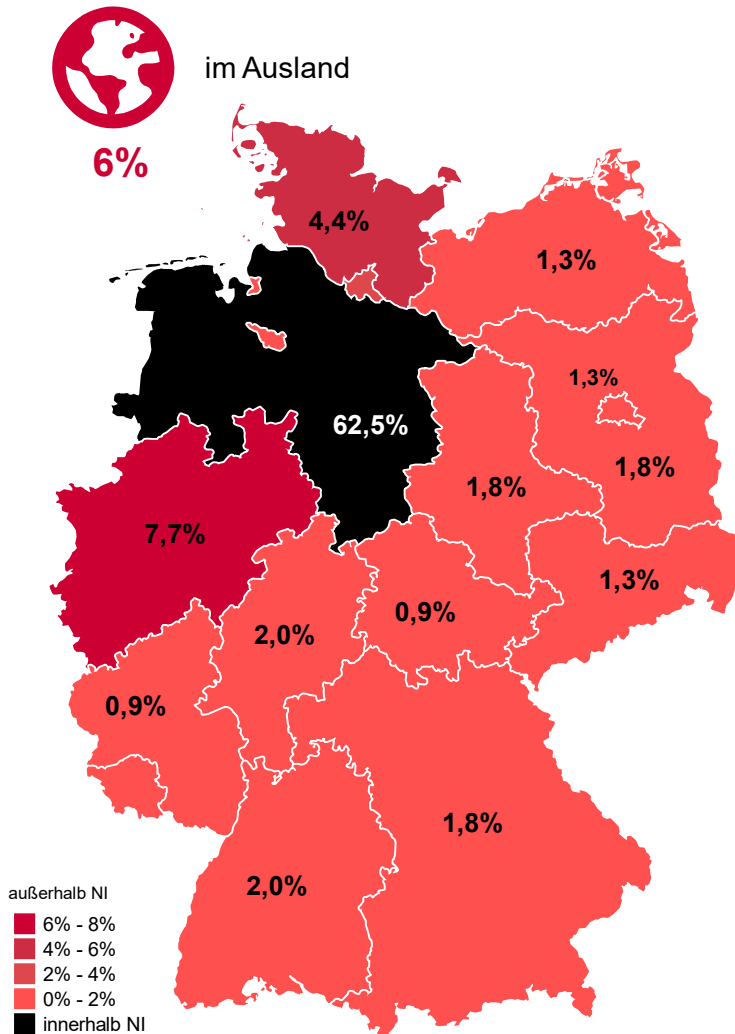 im Ausland
6%
4,4%
1,3%
1,3%
62,5%
1,8%
1,8%
7,7%
1,3%
0,9%
2,0%
0,9%
1,8%
2,0%
außerhalb NI
6% - 8%
4% - 6%
2% - 4%
0% - 2%
innerhalb NI